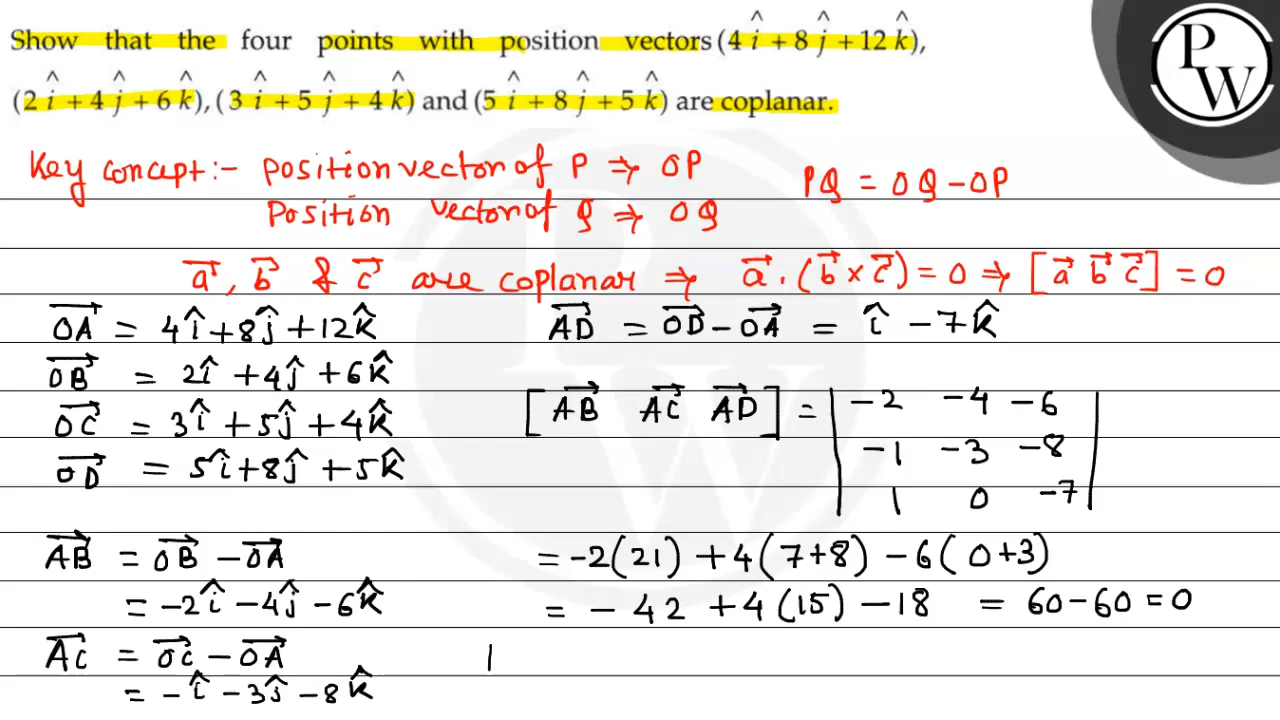 Show that the four points with position vectors (4î + 8ĵ + 12k̂),
(2î + 4ĵ + 6k̂), (3î + 5ĵ + 4k̂) and (5î + 8ĵ + 5k̂) are coplanar.
PW
Key concept:- position vector of P ⇒ OP
Position vector of Q ⇒ OQ
PQ = OQ - OP
a⃗, b⃗ & c⃗ are coplanar ⇒ a⃗ . (b⃗ × c⃗) = 0 ⇒ [a⃗ b⃗ c⃗] = 0
OA⃗ = 4î + 8ĵ + 12k̂
OB⃗ = 2î + 4ĵ + 6k̂
OC⃗ = 3î + 5ĵ + 4k̂
OD⃗ = 5î + 8ĵ + 5k̂
AB⃗ = OB⃗ - OA⃗
= -2î - 4ĵ - 6k̂
AC⃗ = OC⃗ - OA⃗
= -î - 3ĵ - 8k̂
AD⃗ = OD⃗ - OA⃗ = î - 7k̂
[AB⃗ AC⃗ AD⃗] = | -2 -4 -6 |
| -1 -3 -8 |
| 1 0 -7 |
= -2(21) + 4(7+8) - 6(0+3)
= -42 + 4(15) - 18 = 60 - 60 = 0